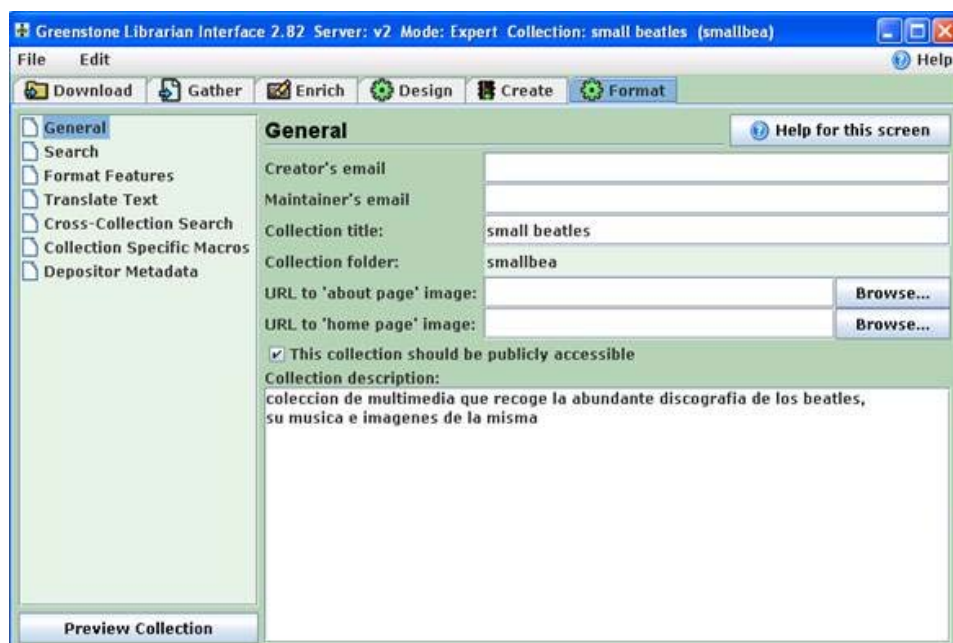 Greenstone Librarian Interface 2.82 Server: v2 Mode: Expert Collection: small beatles (smallbea)
File Edit Help
Download Gather Enrich Design Create Format
General
Search
Format Features
Translate Text
Cross-Collection Search
Collection Specific Macros
Depositor Metadata
Preview Collection
General Help for this screen
Creator's email
Maintainer's email
Collection title: small beatles
Collection folder: smallbea
URL to 'about page' image: Browse...
URL to 'home page' image: Browse...
This collection should be publicly accessible
Collection description:
coleccion de multimedia que recoge la abundante discografia de los beatles,
su musica e imagenes de la misma